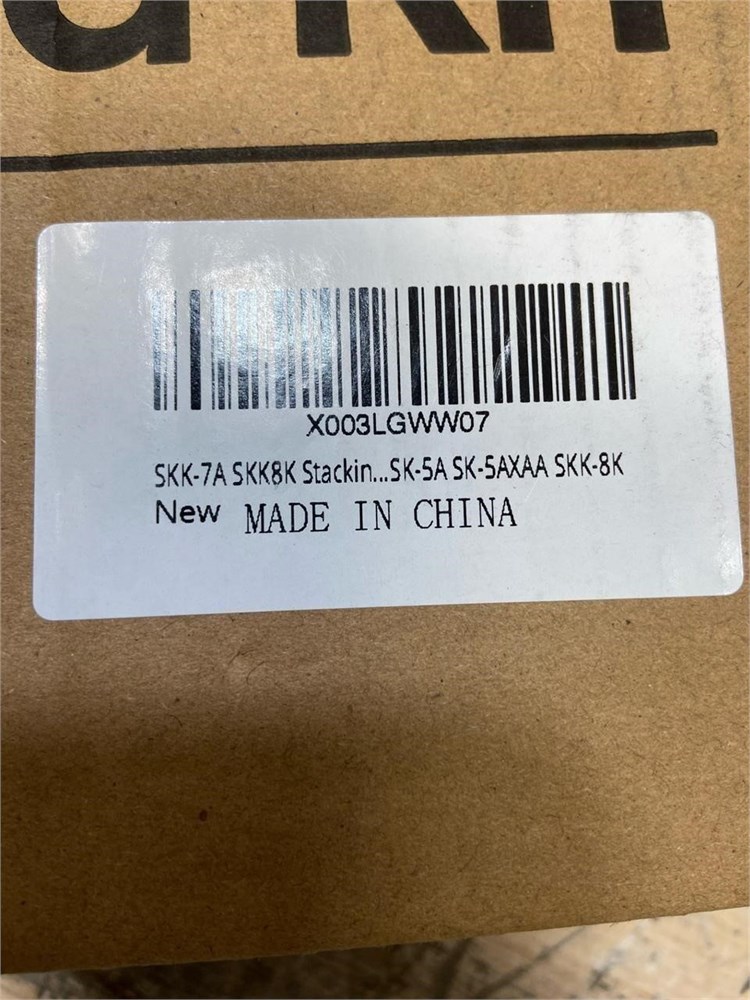 X003LGWW07
SKK-7A SKK8K Stackin...SK-5A SK-5AXAA SKK-8K
New MADE IN CHINA